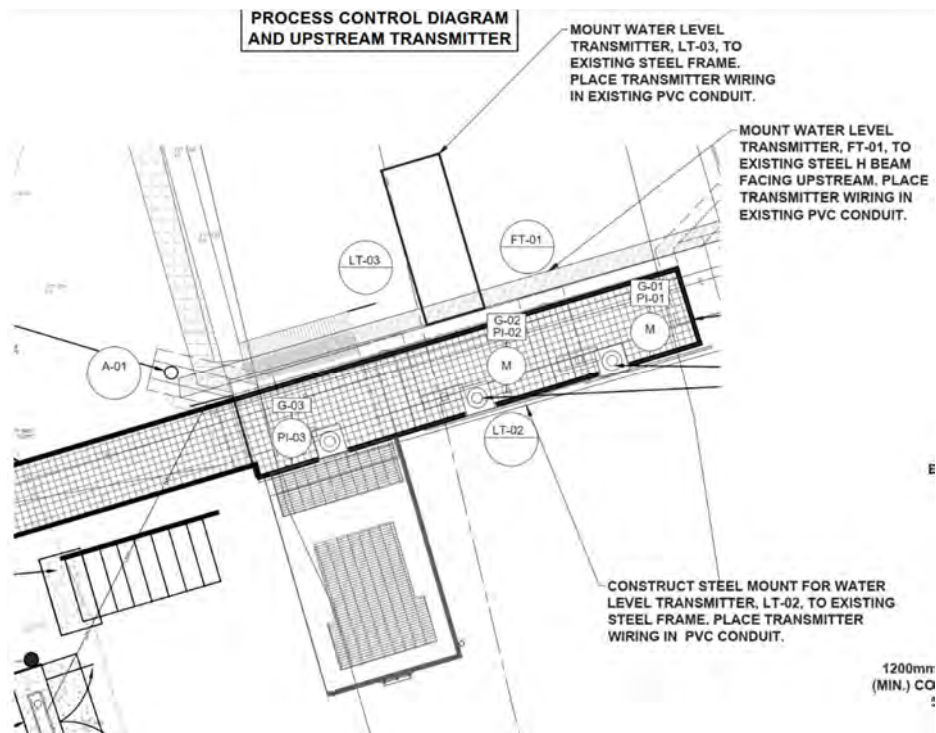 PROCESS CONTROL DIAGRAM
AND UPSTREAM TRANSMITTER
MOUNT WATER LEVEL
TRANSMITTER, LT-03, TO
EXISTING STEEL FRAME.
PLACE TRANSMITTER WIRING
IN EXISTING PVC CONDUIT.
MOUNT WATER LEVEL
TRANSMITTER, FT-01, TO
EXISTING STEEL H BEAM
FACING UPSTREAM. PLACE
TRANSMITTER WIRING IN
EXISTING PVC CONDUIT.
FT-01
LT-03
G-01
PI-01
M
G-02
PI-02
M
A-01
G-03
PI-03
LT-02
E
CONSTRUCT STEEL MOUNT FOR WATER
LEVEL TRANSMITTER, LT-02, TO EXISTING
STEEL FRAME. PLACE TRANSMITTER
WIRING IN PVC CONDUIT.
1200mm
(MIN.) CO